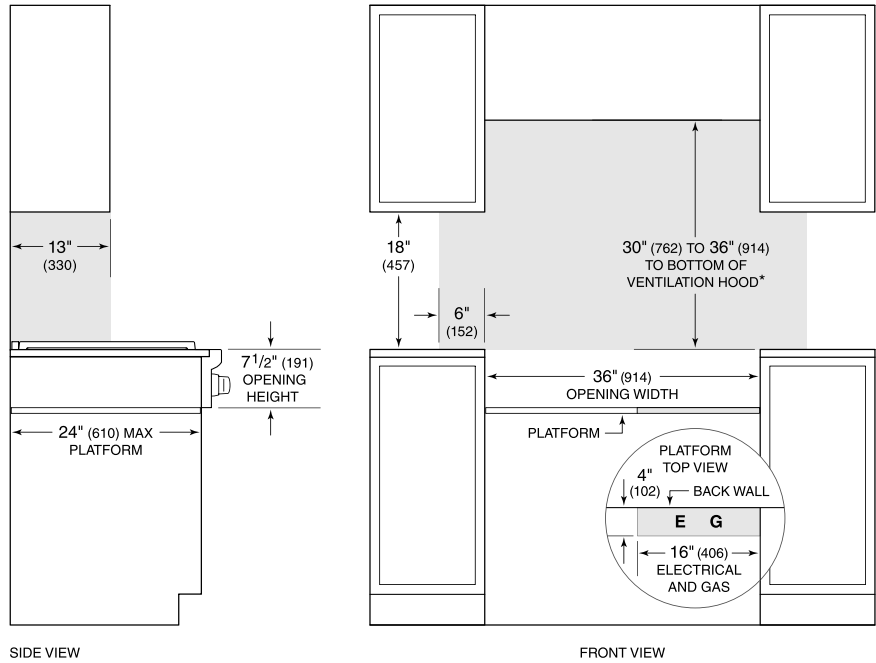 13"
(330)
7 1/2" (191)
OPENING
HEIGHT
24" (610) MAX
PLATFORM
SIDE VIEW
18"
(457)
30" (762) TO 36" (914)
TO BOTTOM OF
VENTILATION HOOD*
6"
(152)
36" (914)
OPENING WIDTH
PLATFORM
PLATFORM
TOP VIEW
4"
(102)
BACK WALL
E G
16" (406)
ELECTRICAL
AND GAS
FRONT VIEW